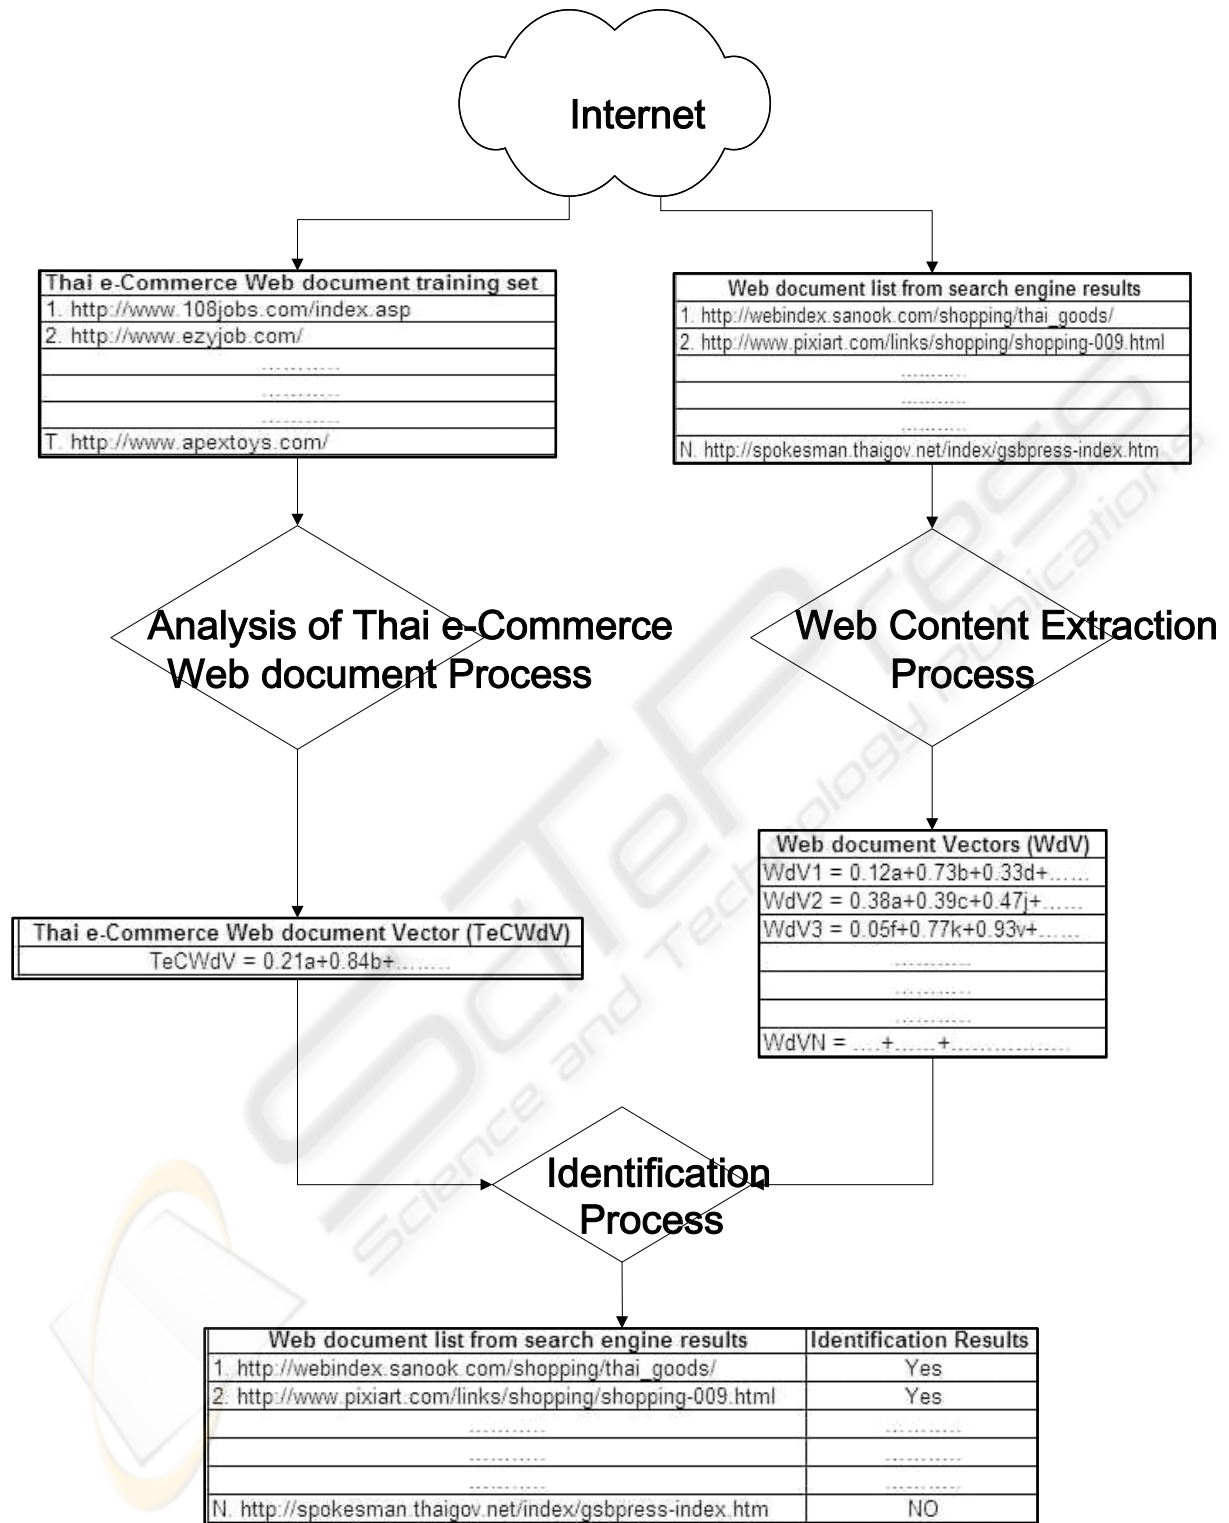 Internet
Thai e-Commerce Web document training set
1. http://www.108jobs.com/index.asp
2. http://www.ezyjob.com/
............
............
............
T. http://www.apextoys.com/
Web document list from search engine results
1. http://webindex.sanook.com/shopping/thai_goods/
2. http://www.pixiart.com/links/shopping/shopping-009.html
............
............
............
N. http://spokesman.thaigov.net/index/gsbpress-index.htm
Analysis of Thai e-Commerce
Web document Process
Web Content Extraction
Process
Thai e-Commerce Web document Vector (TeCWdV)
TeCWdV = 0.21a+0.84b+........
Web document Vectors (WdV)
WdV1 = 0.12a+0.73b+0.33d+......
WdV2 = 0.38a+0.39c+0.47j+......
WdV3 = 0.05f+0.77k+0.93v+......
............
............
............
WdVN = ....+......+.................
Identification
Process
Web document list from search engine results Identification Results
1. http://webindex.sanook.com/shopping/thai_goods/ Yes
2. http://www.pixiart.com/links/shopping/shopping-009.html Yes
............ ............
............ ............
............ ............
N. http://spokesman.thaigov.net/index/gsbpress-index.htm NO
SciTePress
Science and Technology Publications